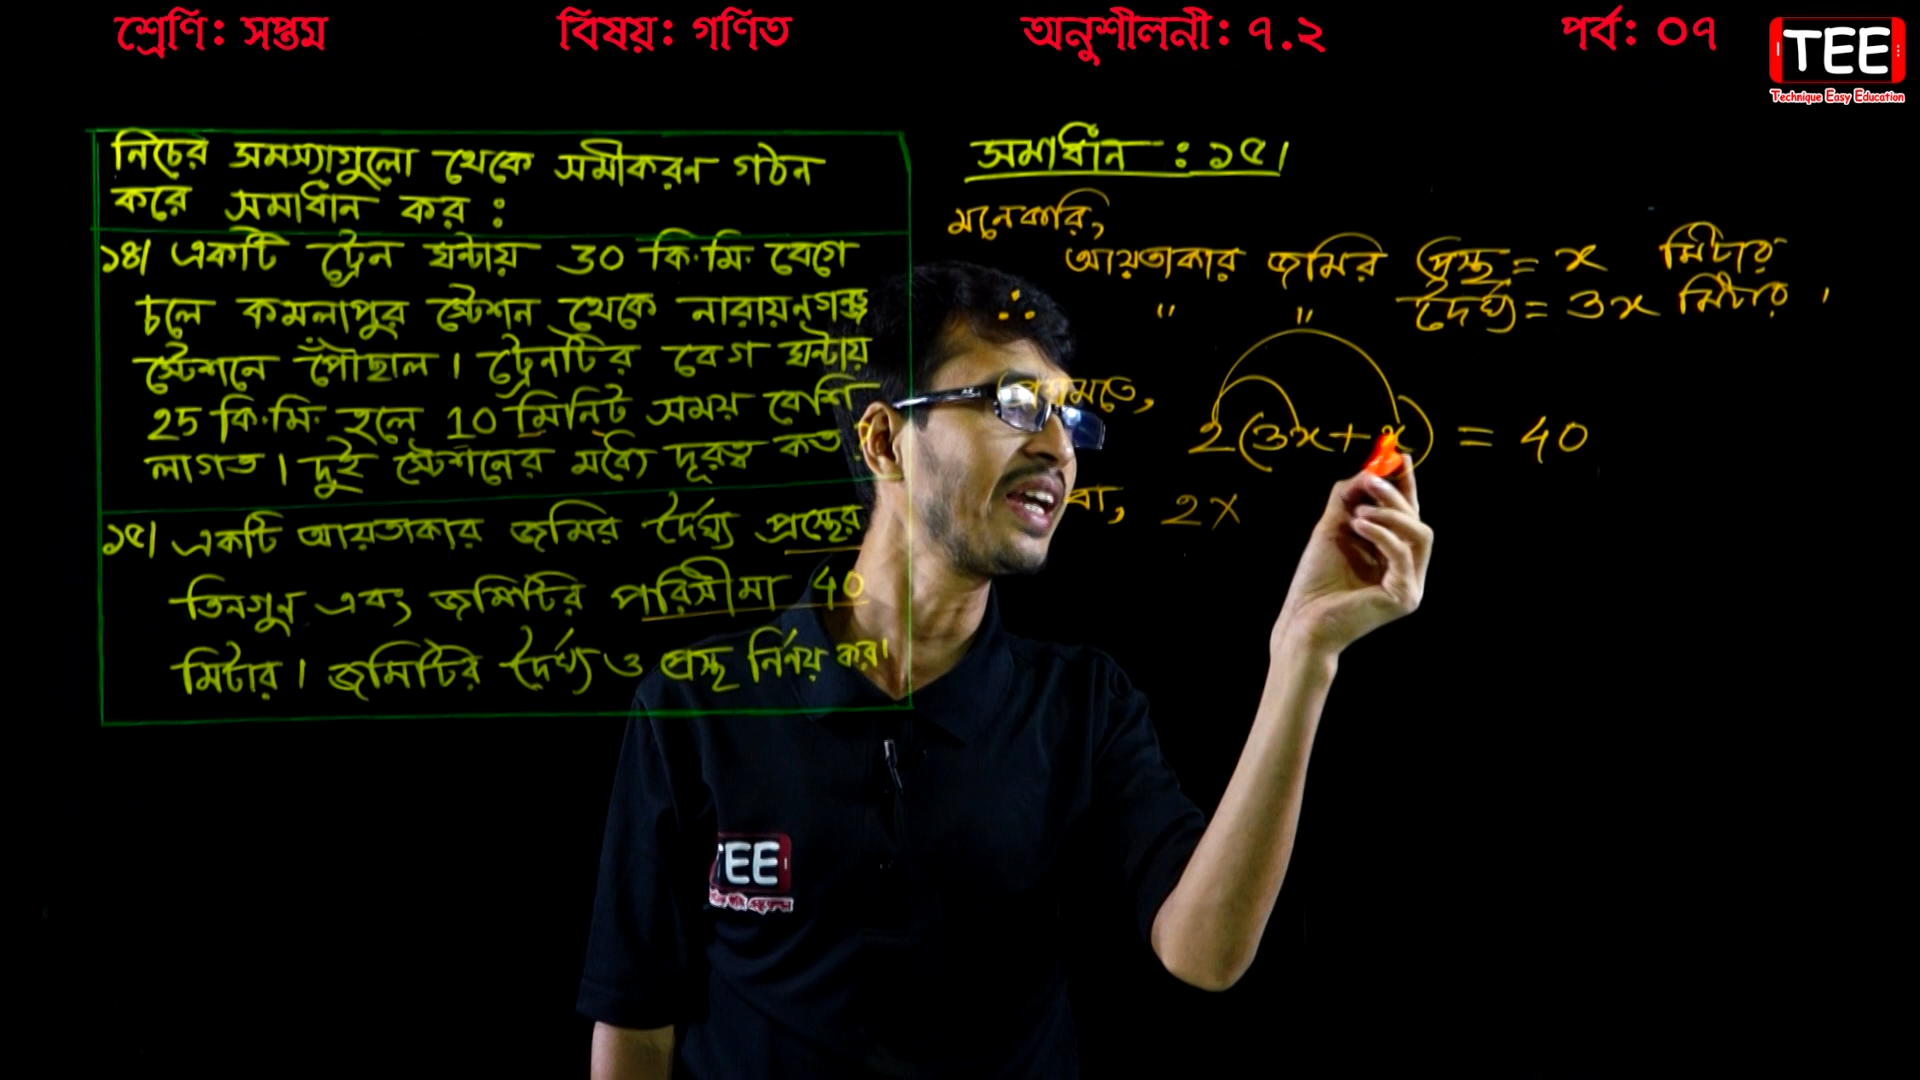 শ্রেণি: সপ্তম বিষয়: গণিত অনুশীলনী: ৭.২ পর্ব: ০৭
TEE
Technique Easy Education
নিচের সমস্যাগুলো থেকে সমীকরণ গঠন
করে সমাধান কর :
১৪। একটি ট্রেন ঘন্টায় 30 কি.মি. বেগে
চলে কমলাপুর স্টেশন থেকে নারায়নগঞ্জ
স্টেশনে পৌঁছাল। ট্রেনটির বেগ ঘন্টায়
25 কি.মি. হলে 10 মিনিট সময় বেশি
লাগত। দুই স্টেশনের মধ্যে দূরত্ব কত
১৫। একটি আয়তাকার জমির দৈর্ঘ্য প্রস্থের
তিনগুন এবং জমিটির পরিসীমা 40
মিটার। জমিটির দৈর্ঘ্য ও প্রস্থ নির্নয় কর।
সমাধান : ১৫।
মনেকরি,
আয়তাকার জমির প্রস্থ = x মিটার
∴ " " দৈর্ঘ্য = 3x মিটার।
প্রশ্নমতে,
2(3x+x) = 40
বা, 2x
TEE